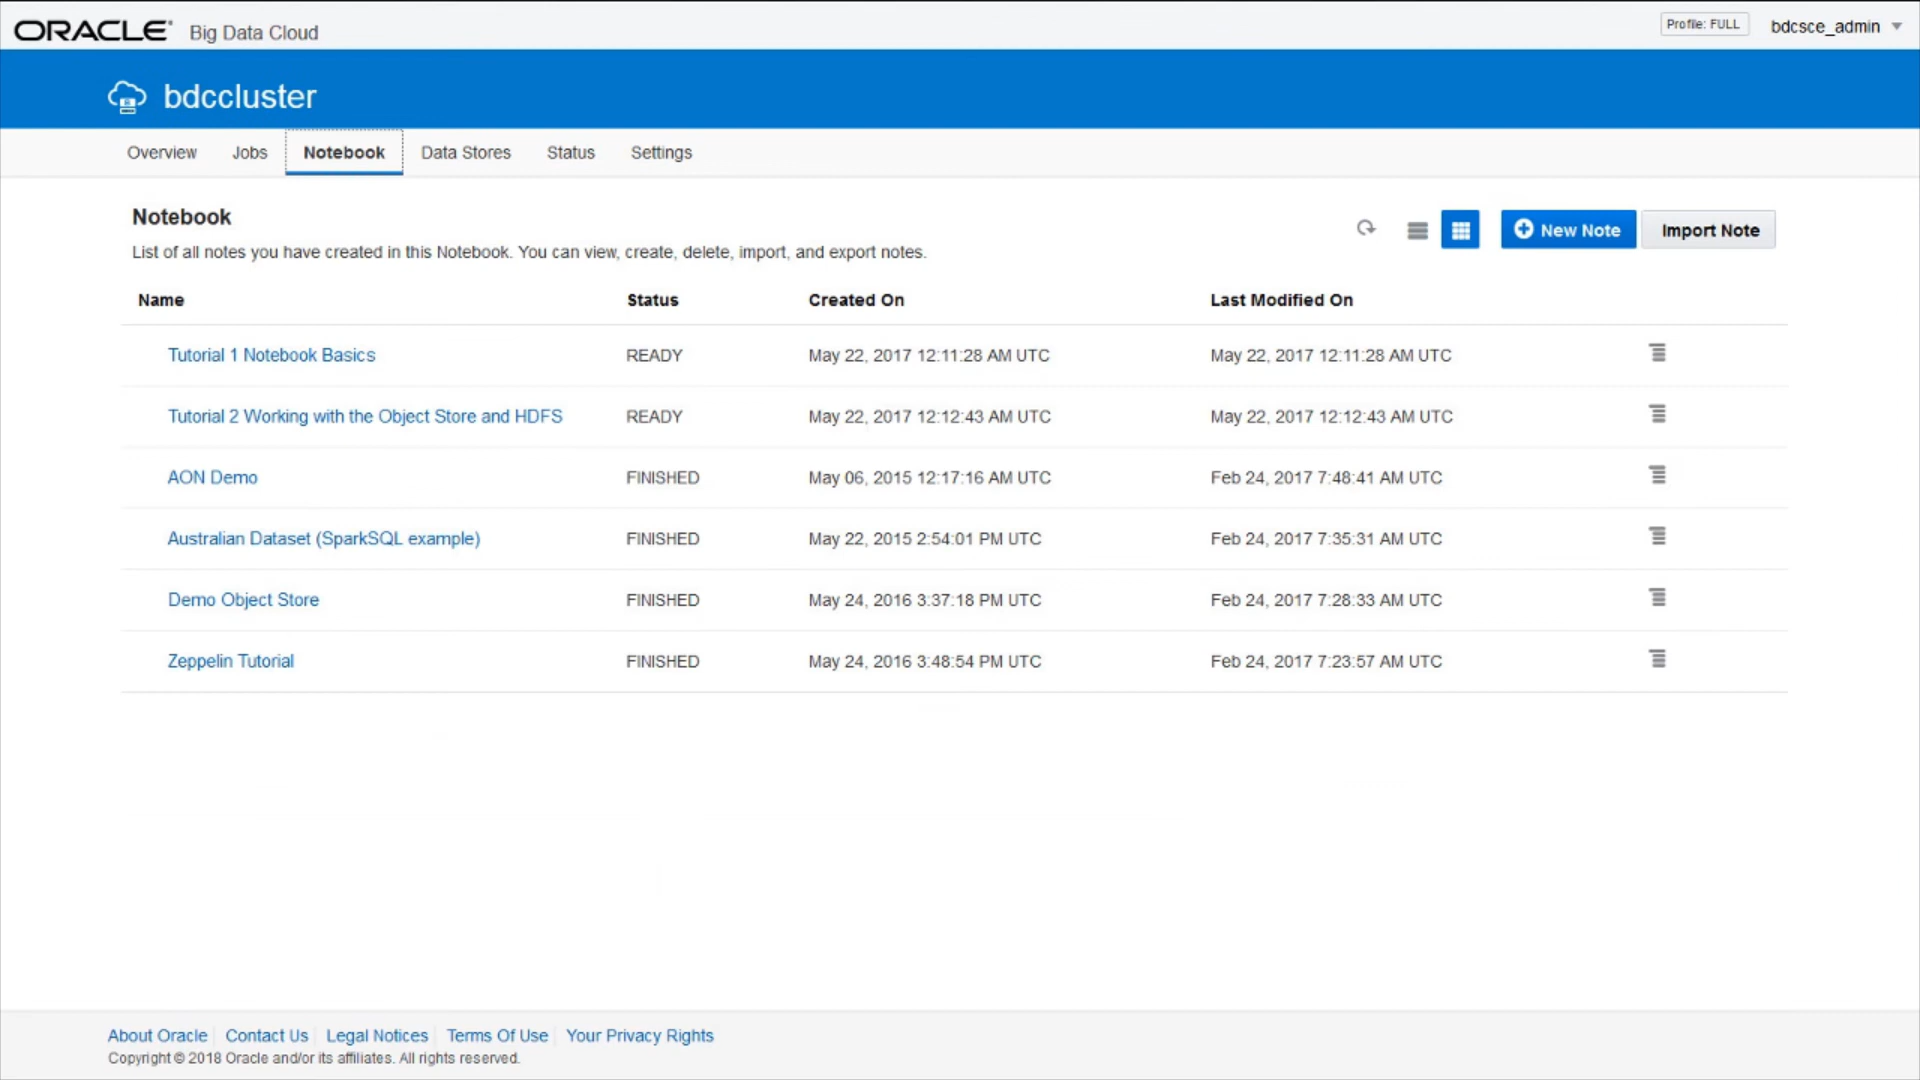 ORACLE® Big Data Cloud Profile: FULL bdcsce_admin
bdccluster
Overview Jobs Notebook Data Stores Status Settings
Notebook
New Note Import Note
List of all notes you have created in this Notebook. You can view, create, delete, import, and export notes.
Name Status Created On Last Modified On
Tutorial 1 Notebook Basics READY May 22, 2017 12:11:28 AM UTC May 22, 2017 12:11:28 AM UTC
Tutorial 2 Working with the Object Store and HDFS READY May 22, 2017 12:12:43 AM UTC May 22, 2017 12:12:43 AM UTC
AON Demo FINISHED May 06, 2015 12:17:16 AM UTC Feb 24, 2017 7:48:41 AM UTC
Australian Dataset (SparkSQL example) FINISHED May 22, 2015 2:54:01 PM UTC Feb 24, 2017 7:35:31 AM UTC
Demo Object Store FINISHED May 24, 2016 3:37:18 PM UTC Feb 24, 2017 7:28:33 AM UTC
Zeppelin Tutorial FINISHED May 24, 2016 3:48:54 PM UTC Feb 24, 2017 7:23:57 AM UTC
About Oracle Contact Us Legal Notices Terms Of Use Your Privacy Rights
Copyright © 2018 Oracle and/or its affiliates. All rights reserved.